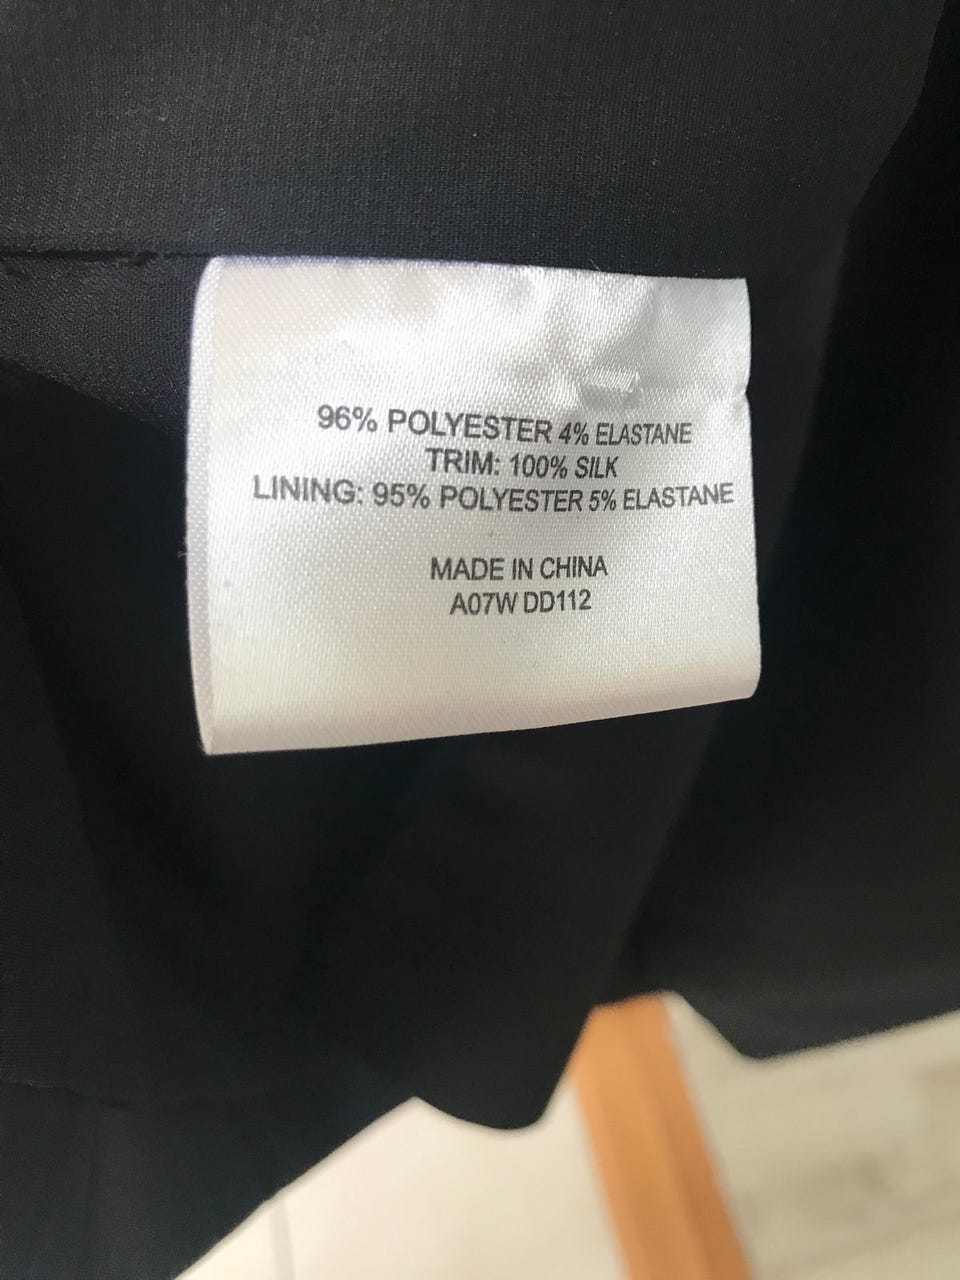 96% POLYESTER 4% ELASTANE
TRIM: 100% SILK
LINING: 95% POLYESTER 5% ELASTANE
MADE IN CHINA
A07W DD112